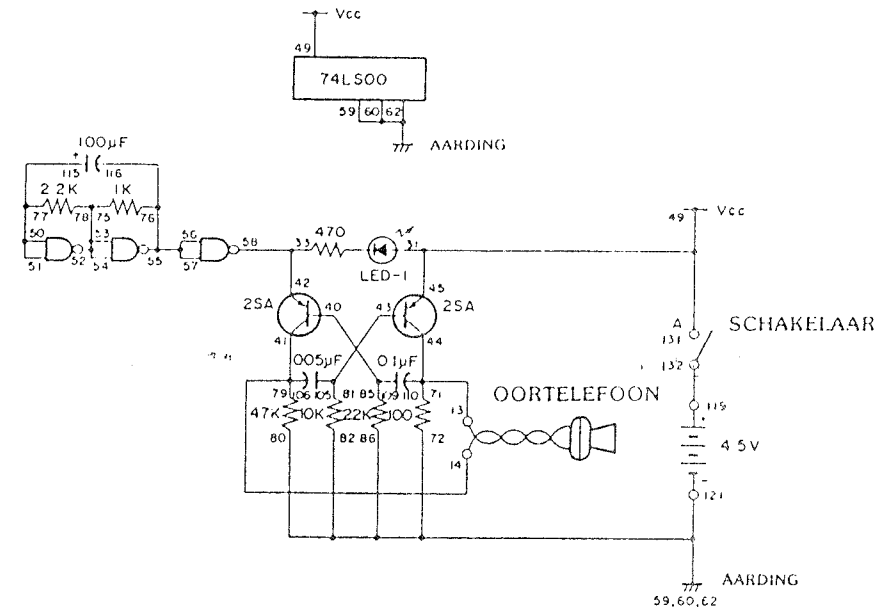 Vcc
49
74LS00
59 60 62
AARDING
100µF
+
115 116
2 2K 1K
77 78 75 76
50 53 56
51 52 54 55 57 58
470
33 31
LED-1
49 Vcc
42 45
2SA 40 43 2SA
41 44
A
131
SCHAKELAAR
132
005µF 01µF
OORTELEFOON
79 106 105 81 85 109 110 71
47K 10K 22K 100
80 82 86 72
13
14
119
+
4 5V
-
121
AARDING
59,60,62